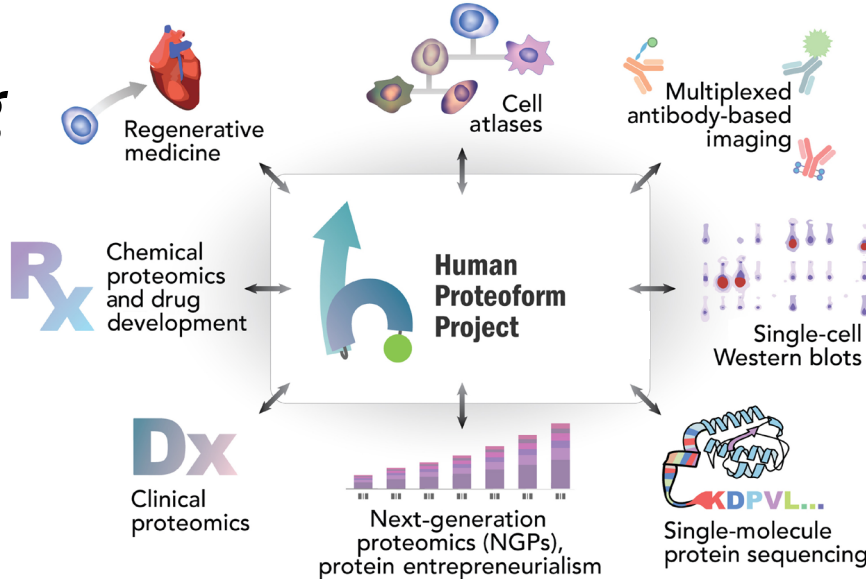 Regenerative
medicine
Cell
atlases
Multiplexed
antibody-based
imaging
Chemical
proteomics
and drug
development
Rx
Human
Proteoform
Project
Single-cell
Western blots
Dx
Clinical
proteomics
Next-generation
proteomics (NGPs),
protein entrepreneurialism
KDPVL...
Single-molecule
protein sequencing